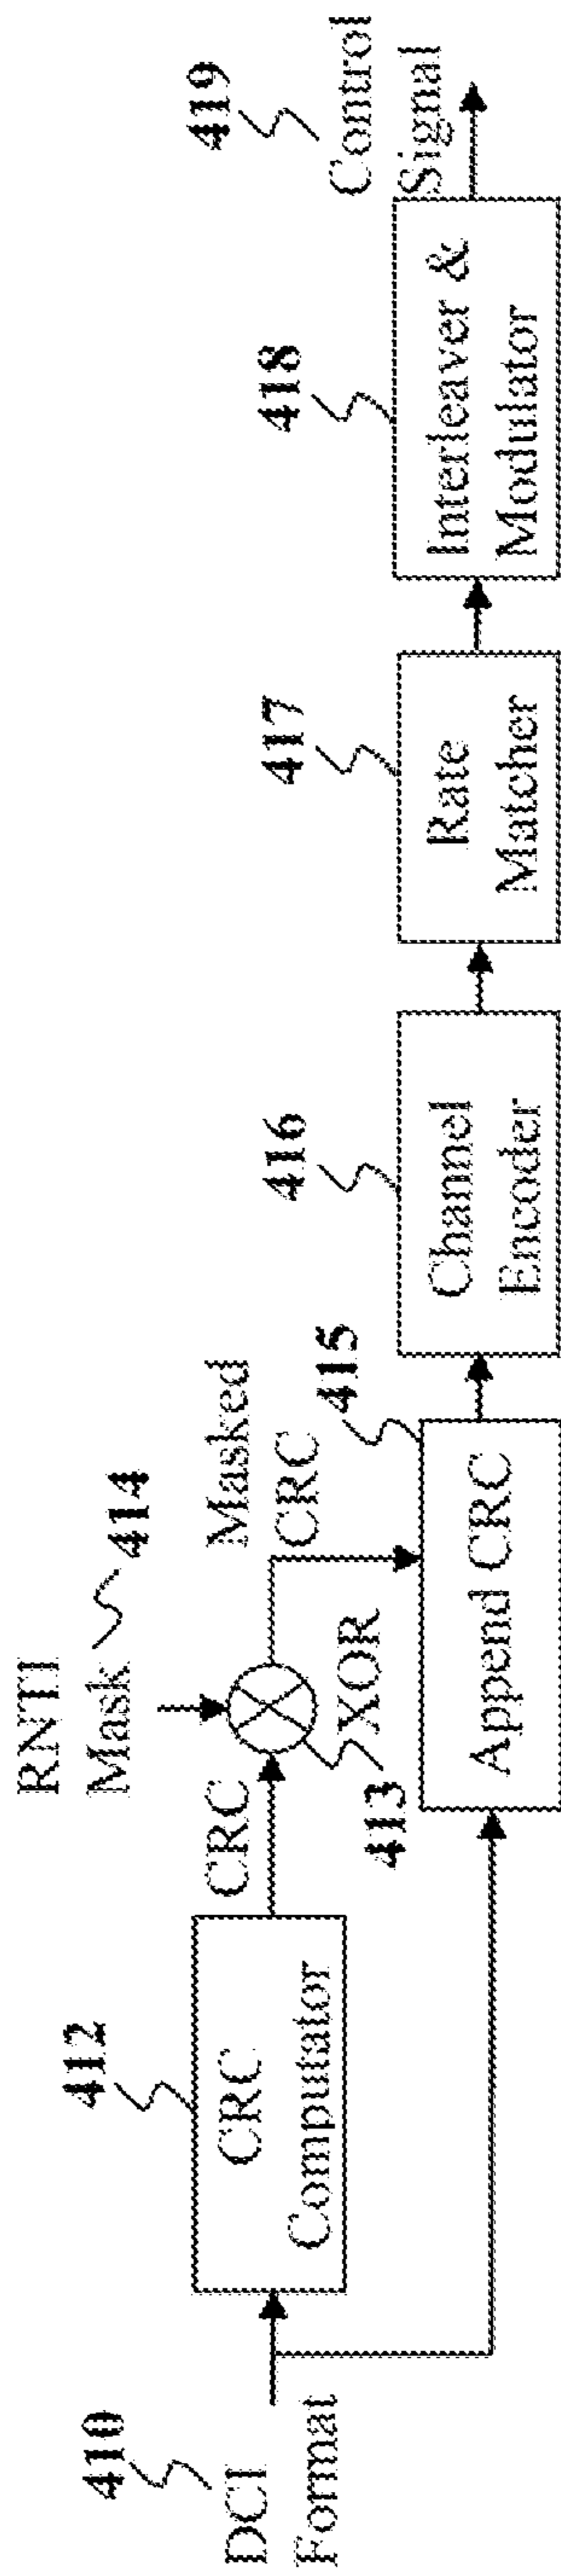 410
DCI
Format
412
CRC
Computator
CRC
413
XOR
RNTI
Mask
414
Masked
CRC
415
Append CRC
416
Channel
Encoder
417
Rate
Matcher
418
Interleaver &
Modulator
419
Control
Signal